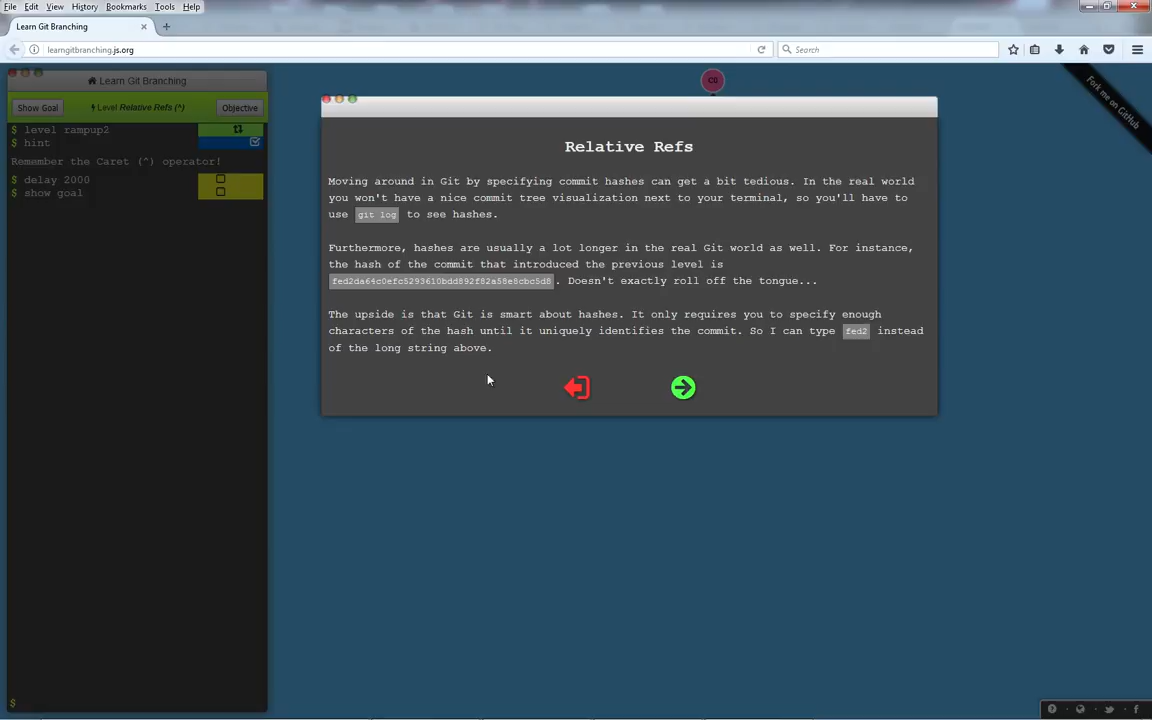 File Edit View History Bookmarks Tools Help
Learn Git Branching
learngitbranching.js.org
Search
Learn Git Branching
Show Goal
Level Relative Refs (^)
Objective
$ level rampup2
$ hint
Remember the Caret (^) operator!
$ delay 2000
$ show goal
$
Fork me on GitHub
Relative Refs
Moving around in Git by specifying commit hashes can get a bit tedious. In the real world
you won't have a nice commit tree visualization next to your terminal, so you'll have to
use git log to see hashes.
Furthermore, hashes are usually a lot longer in the real Git world as well. For instance,
the hash of the commit that introduced the previous level is
fed2da64c0efc5293610bdd892f82a58e8cbc5d8. Doesn't exactly roll off the tongue...
The upside is that Git is smart about hashes. It only requires you to specify enough
characters of the hash until it uniquely identifies the commit. So I can type fed2 instead
of the long string above.